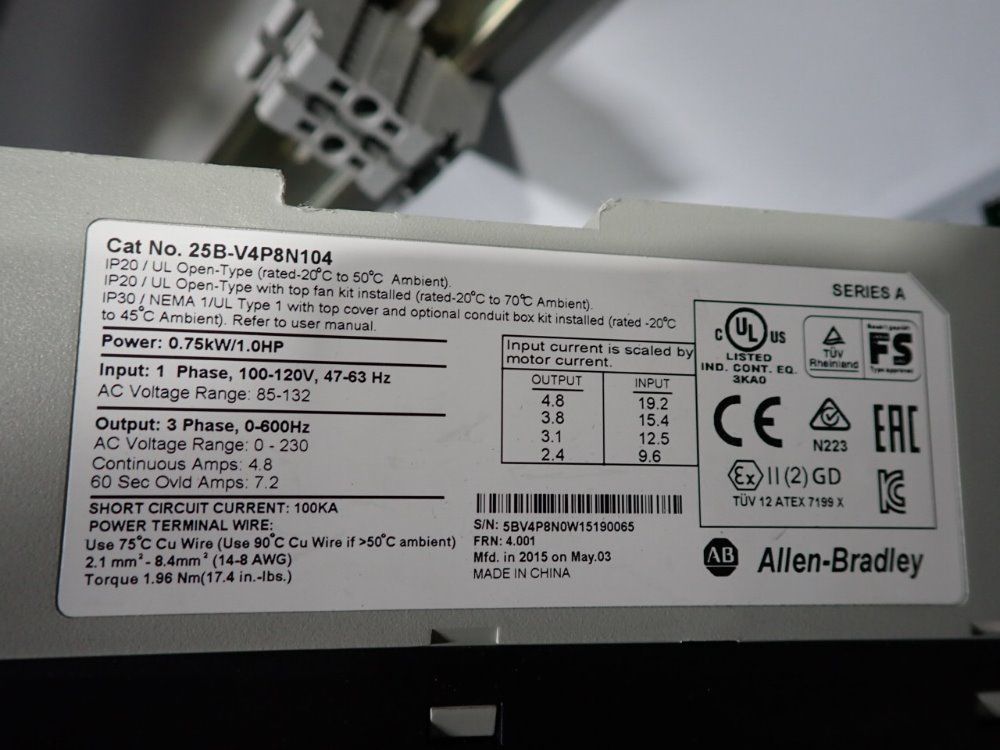 Cat No. 25B-V4P8N104
IP20 / UL Open-Type (rated-20°C to 50°C Ambient).
IP20 / UL Open-Type with top fan kit installed (rated-20°C to 70°C Ambient).
IP30 / NEMA 1/UL Type 1 with top cover and optional conduit box kit installed (rated -20°C
to 45°C Ambient). Refer to user manual.
SERIES A
Power: 0.75kW/1.0HP
Input: 1 Phase, 100-120V, 47-63 Hz
AC Voltage Range: 85-132
Output: 3 Phase, 0-600Hz
AC Voltage Range: 0 - 230
Continuous Amps: 4.8
60 Sec Ovld Amps: 7.2
SHORT CIRCUIT CURRENT: 100KA
POWER TERMINAL WIRE:
Use 75°C Cu Wire (Use 90°C Cu Wire if >50°C ambient)
2.1 mm² - 8.4mm² (14-8 AWG)
Torque 1.96 Nm(17.4 in.-lbs.)
Input current is scaled by
motor current.
OUTPUT INPUT
4.8 19.2
3.8 15.4
3.1 12.5
2.4 9.6
S/N: 5BV4P8N0W15190065
FRN: 4.001
Mfd. in 2015 on May.03
MADE IN CHINA
C UL US
LISTED
IND. CONT. EQ.
3KA0
TÜV
Rheinland
FS
Type approved
CE
N223
EAC
Ex II (2) GD
TÜV 12 ATEX 7199 X
AB Allen-Bradley